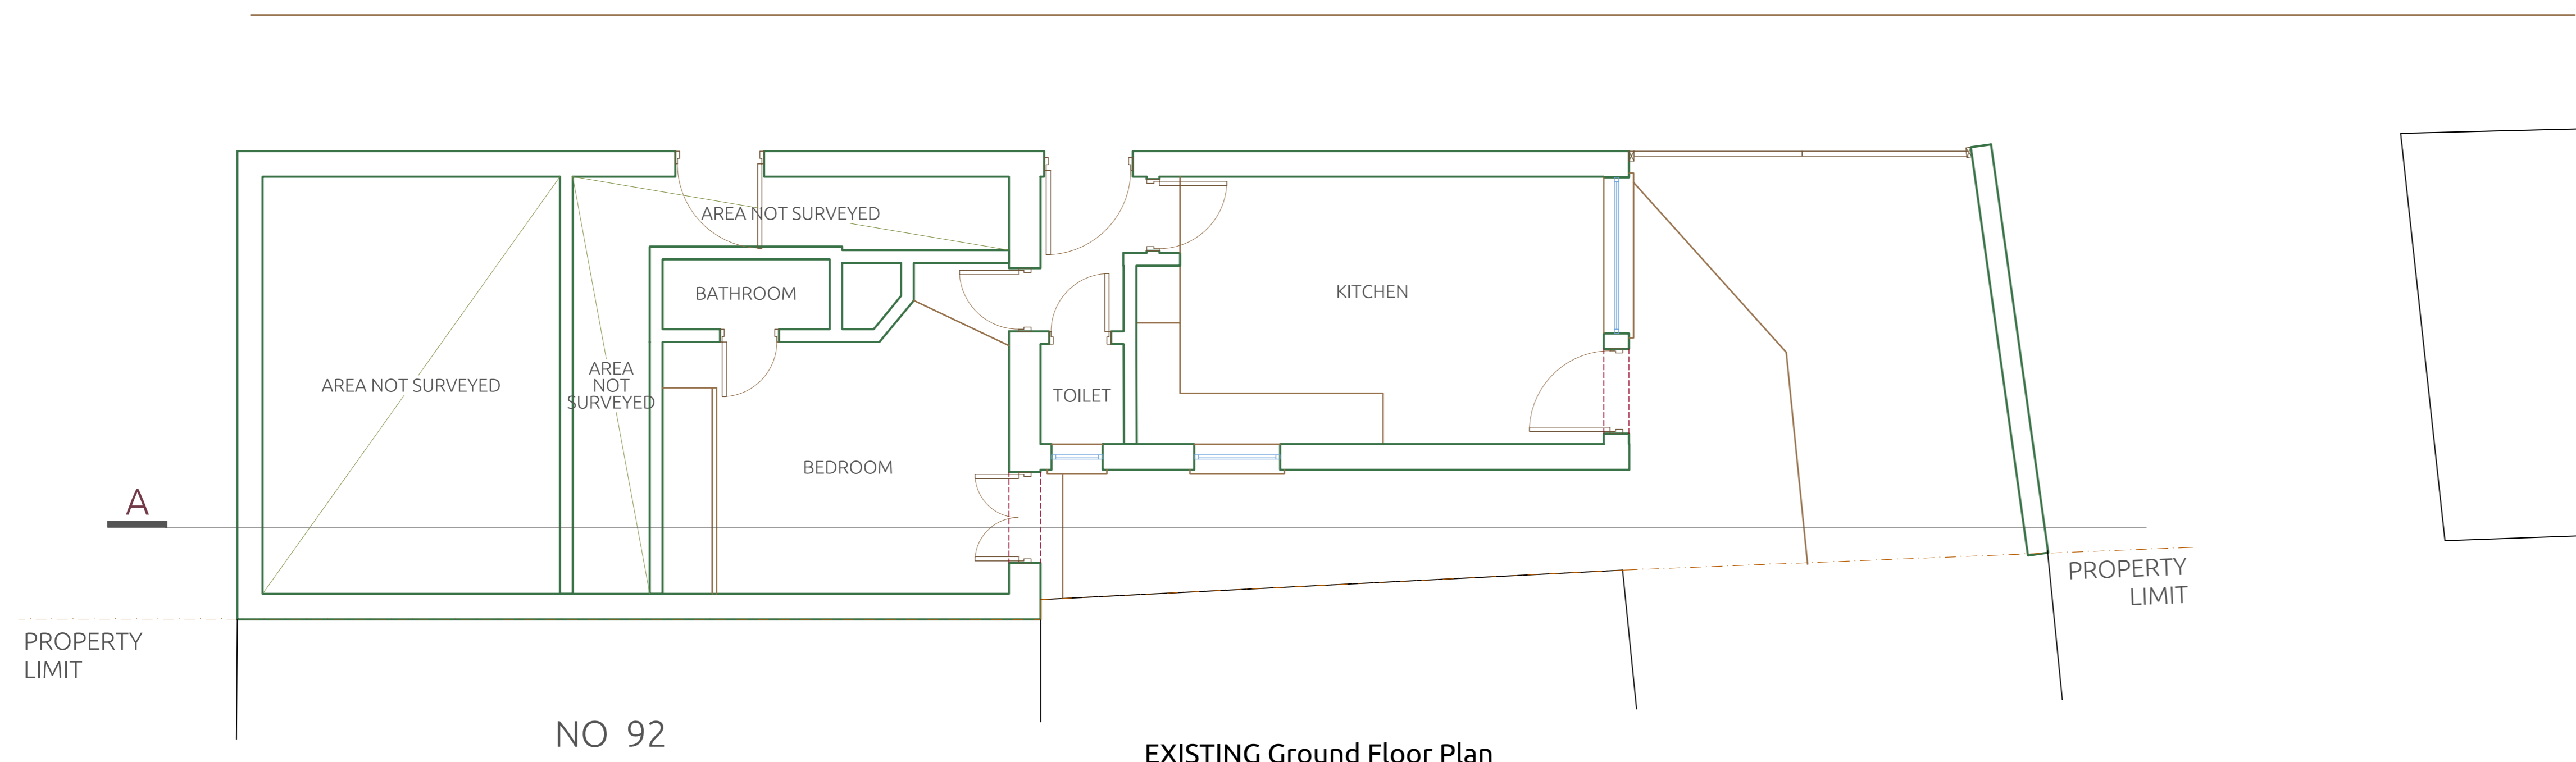 AREA NOT SURVEYED
BATHROOM
KITCHEN
AREA NOT SURVEYED
AREA
NOT
SURVEYED
TOILET
BEDROOM
A
PROPERTY
LIMIT
PROPERTY
LIMIT
NO 92
EXISTING Ground Floor Plan